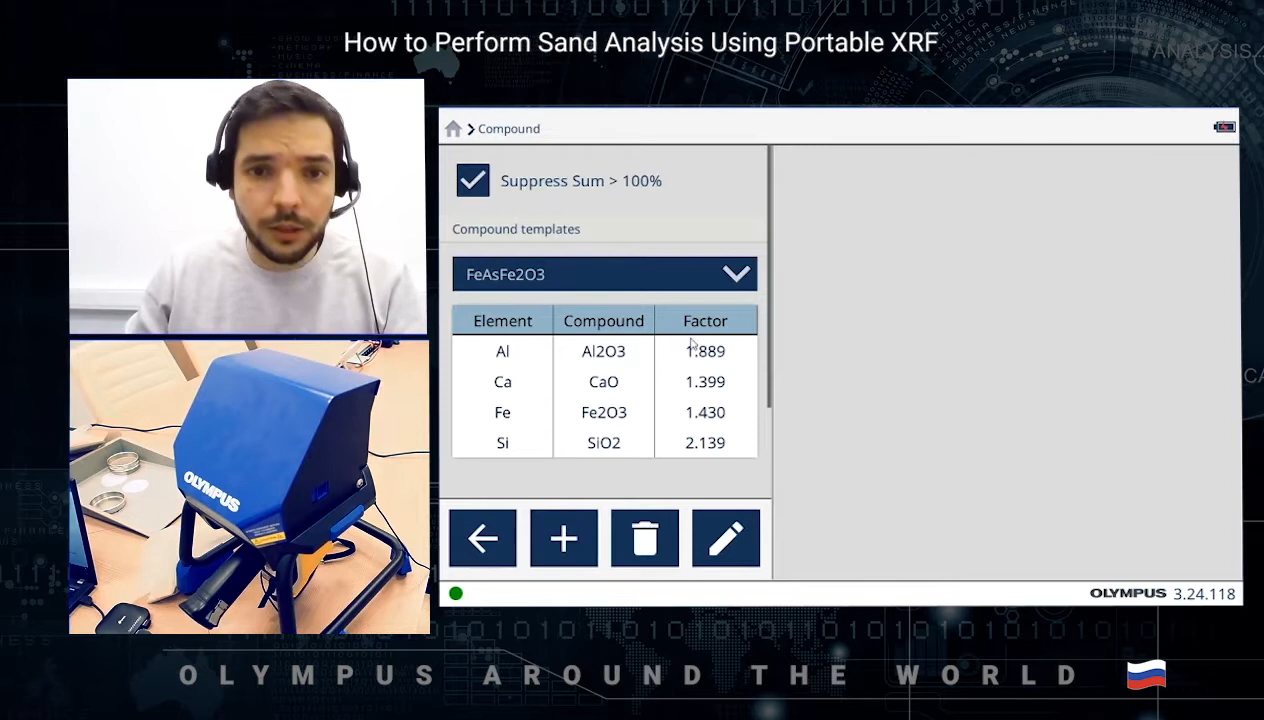 How to Perform Sand Analysis Using Portable XRF
ANALYSIS
Compound
Suppress Sum > 100%
Compound templates
FeAsFe2O3
Element Compound Factor
Al Al2O3 1.889
Ca CaO 1.399
Fe Fe2O3 1.430
Si SiO2 2.139
OLYMPUS 3.24.118
OLYMPUS
OLYMPUS AROUND THE WORLD